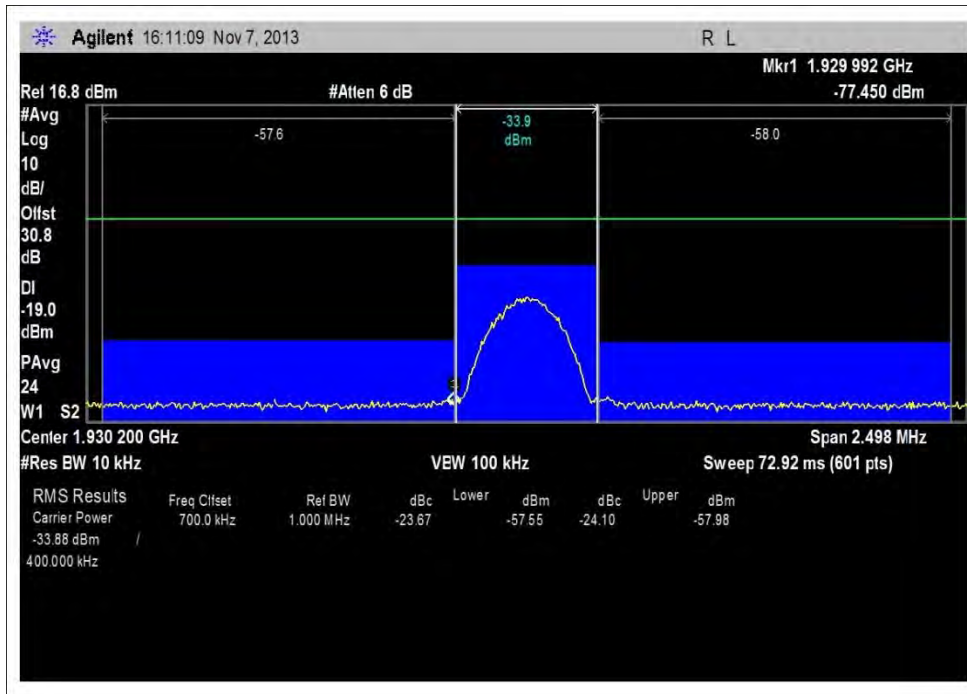 Agilent 16:11:09 Nov 7, 2013 R L
Mkr1 1.929 992 GHz
Ref 16.8 dBm #Atten 6 dB -77.450 dBm
#Avg
Log
10
dB/
Offst
30.8
dB
DI
-19.0
dBm
PAvg
24
W1 S2
-57.6
-33.9
dBm
-58.0
1
Center 1.930 200 GHz Span 2.498 MHz
#Res BW 10 kHz VBW 100 kHz Sweep 72.92 ms (601 pts)
RMS Results Freq Offset Ref BW dBc Lower dBm dBc Upper dBm
Carrier Power 700.0 kHz 1.000 MHz -23.67 -57.55 -24.10 -57.98
-33.88 dBm /
400.000 kHz